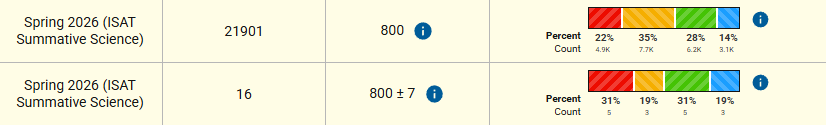 Spring 2026 (ISAT
Summative Science)
21901
800 i
Percent 22% 35% 28% 14%
Count 4.9K 7.7K 6.2K 3.1K
Spring 2026 (ISAT
Summative Science)
16
800 ± 7 i
Percent 31% 19% 31% 19%
Count 5 3 5 3